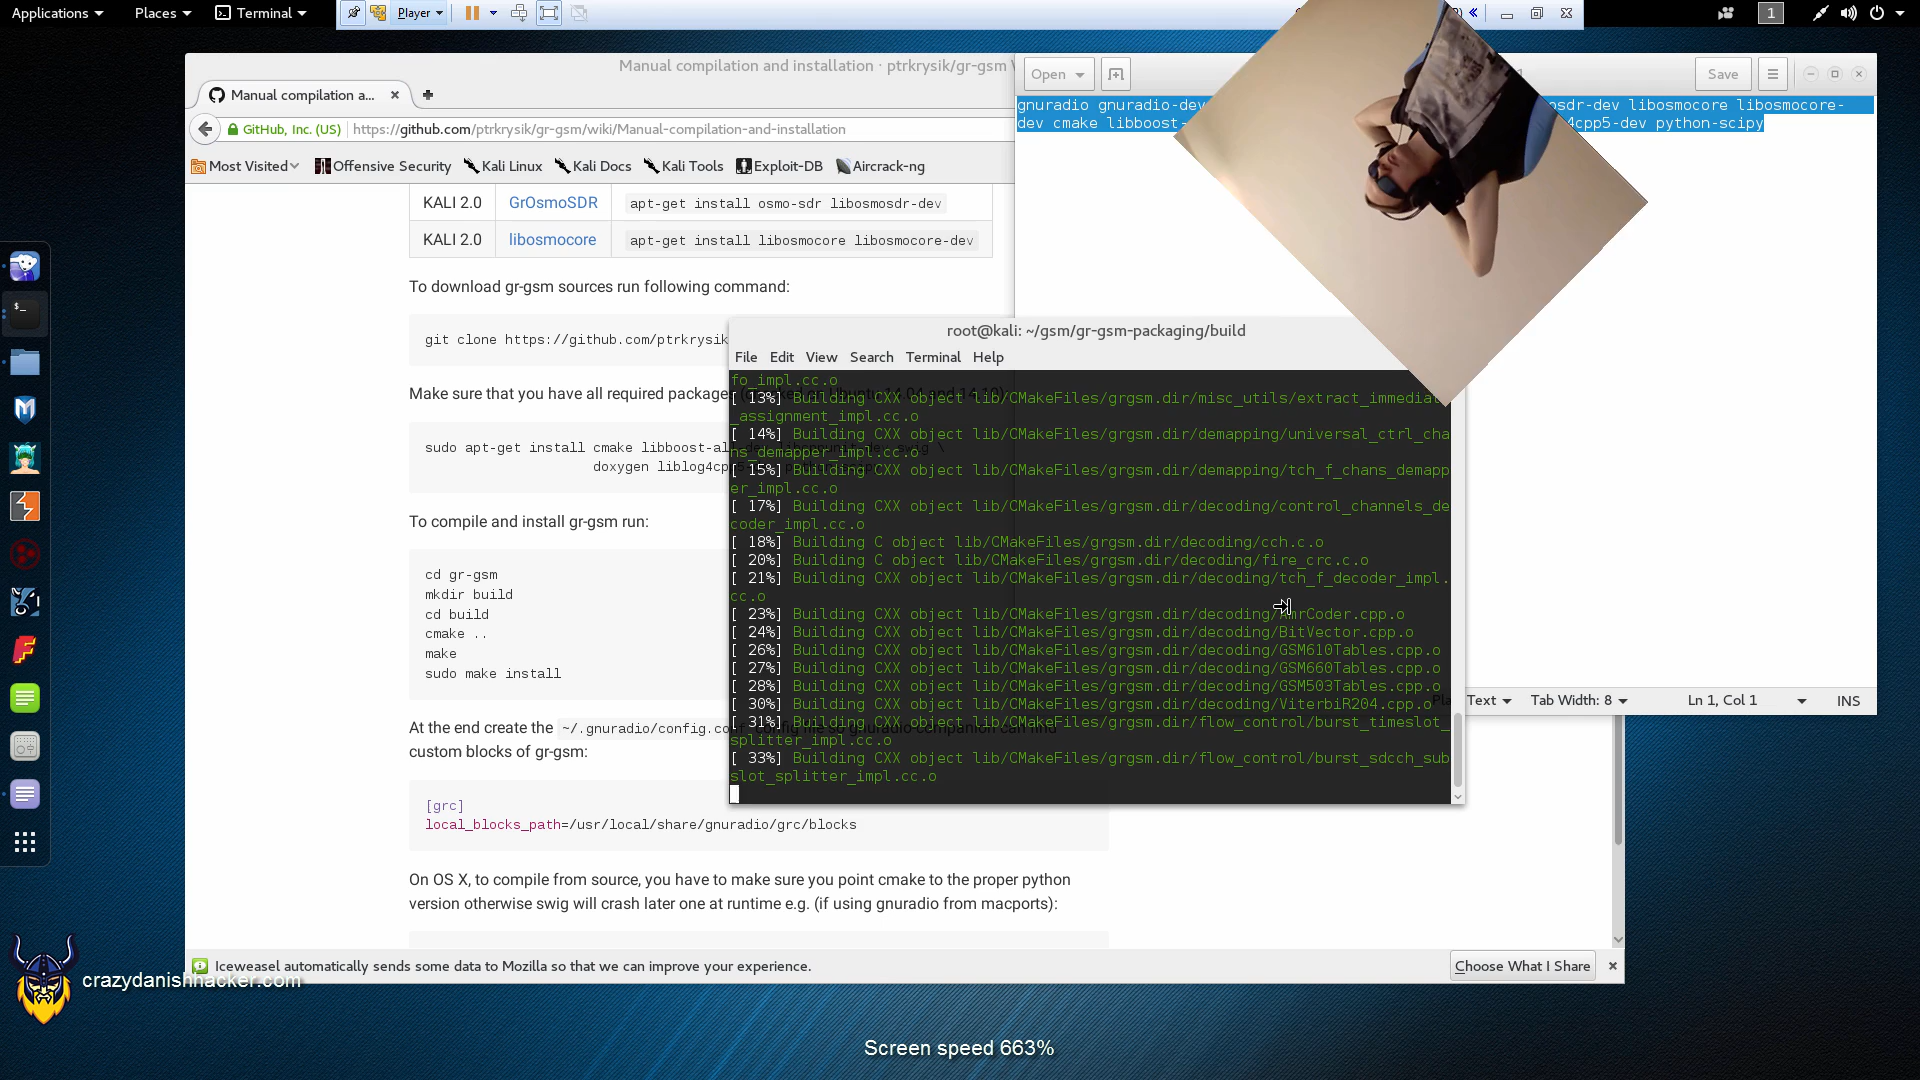 Applications Places Terminal Player 1
Manual compilation and installation · ptrkrysik/gr-gsm
Manual compilation a...
GitHub, Inc. (US) https://github.com/ptrkrysik/gr-gsm/wiki/Manual-compilation-and-installation
Most Visited Offensive Security Kali Linux Kali Docs Kali Tools Exploit-DB Aircrack-ng
KALI 2.0 GrOsmoSDR apt-get install osmo-sdr libosmosdr-dev
KALI 2.0 libosmocore apt-get install libosmocore libosmocore-dev
To download gr-gsm sources run following command:
git clone https://github.com/ptrkrysik
Make sure that you have all required packages
sudo apt-get install cmake libboost-al
doxygen liblog4cpp5
To compile and install gr-gsm run:
cd gr-gsm
mkdir build
cd build
cmake ..
make
sudo make install
At the end create the ~/.gnuradio/config.co
custom blocks of gr-gsm:
[grc]
local_blocks_path=/usr/local/share/gnuradio/grc/blocks
On OS X, to compile from source, you have to make sure you point cmake to the proper python
version otherwise swig will crash later one at runtime e.g. (if using gnuradio from macports):
Iceweasel automatically sends some data to Mozilla so that we can improve your experience.
Choose What I Share
Open Save
gnuradio gnuradio-dev osdr-dev libosmocore libosmocore-
dev cmake libboost- 4cpp5-dev python-scipy
Text Tab Width: 8 Ln 1, Col 1 INS
root@kali: ~/gsm/gr-gsm-packaging/build
File Edit View Search Terminal Help
fo_impl.cc.o
[ 13%] Building CXX object lib/CMakeFiles/grgsm.dir/misc_utils/extract_immediat
_assignment_impl.cc.o
[ 14%] Building CXX object lib/CMakeFiles/grgsm.dir/demapping/universal_ctrl_cha
ns_demapper_impl.cc.o
[ 15%] Building CXX object lib/CMakeFiles/grgsm.dir/demapping/tch_f_chans_demapp
er_impl.cc.o
[ 17%] Building CXX object lib/CMakeFiles/grgsm.dir/decoding/control_channels_de
coder_impl.cc.o
[ 18%] Building C object lib/CMakeFiles/grgsm.dir/decoding/cch.c.o
[ 20%] Building C object lib/CMakeFiles/grgsm.dir/decoding/fire_crc.c.o
[ 21%] Building CXX object lib/CMakeFiles/grgsm.dir/decoding/tch_f_decoder_impl.
cc.o
[ 23%] Building CXX object lib/CMakeFiles/grgsm.dir/decoding/AmrCoder.cpp.o
[ 24%] Building CXX object lib/CMakeFiles/grgsm.dir/decoding/BitVector.cpp.o
[ 26%] Building CXX object lib/CMakeFiles/grgsm.dir/decoding/GSM610Tables.cpp.o
[ 27%] Building CXX object lib/CMakeFiles/grgsm.dir/decoding/GSM660Tables.cpp.o
[ 28%] Building CXX object lib/CMakeFiles/grgsm.dir/decoding/GSM503Tables.cpp.o
[ 30%] Building CXX object lib/CMakeFiles/grgsm.dir/decoding/ViterbiR204.cpp.o
[ 31%] Building CXX object lib/CMakeFiles/grgsm.dir/flow_control/burst_timeslot_
splitter_impl.cc.o
[ 33%] Building CXX object lib/CMakeFiles/grgsm.dir/flow_control/burst_sdcch_sub
slot_splitter_impl.cc.o
crazydanishhacker.com
Screen speed 663%